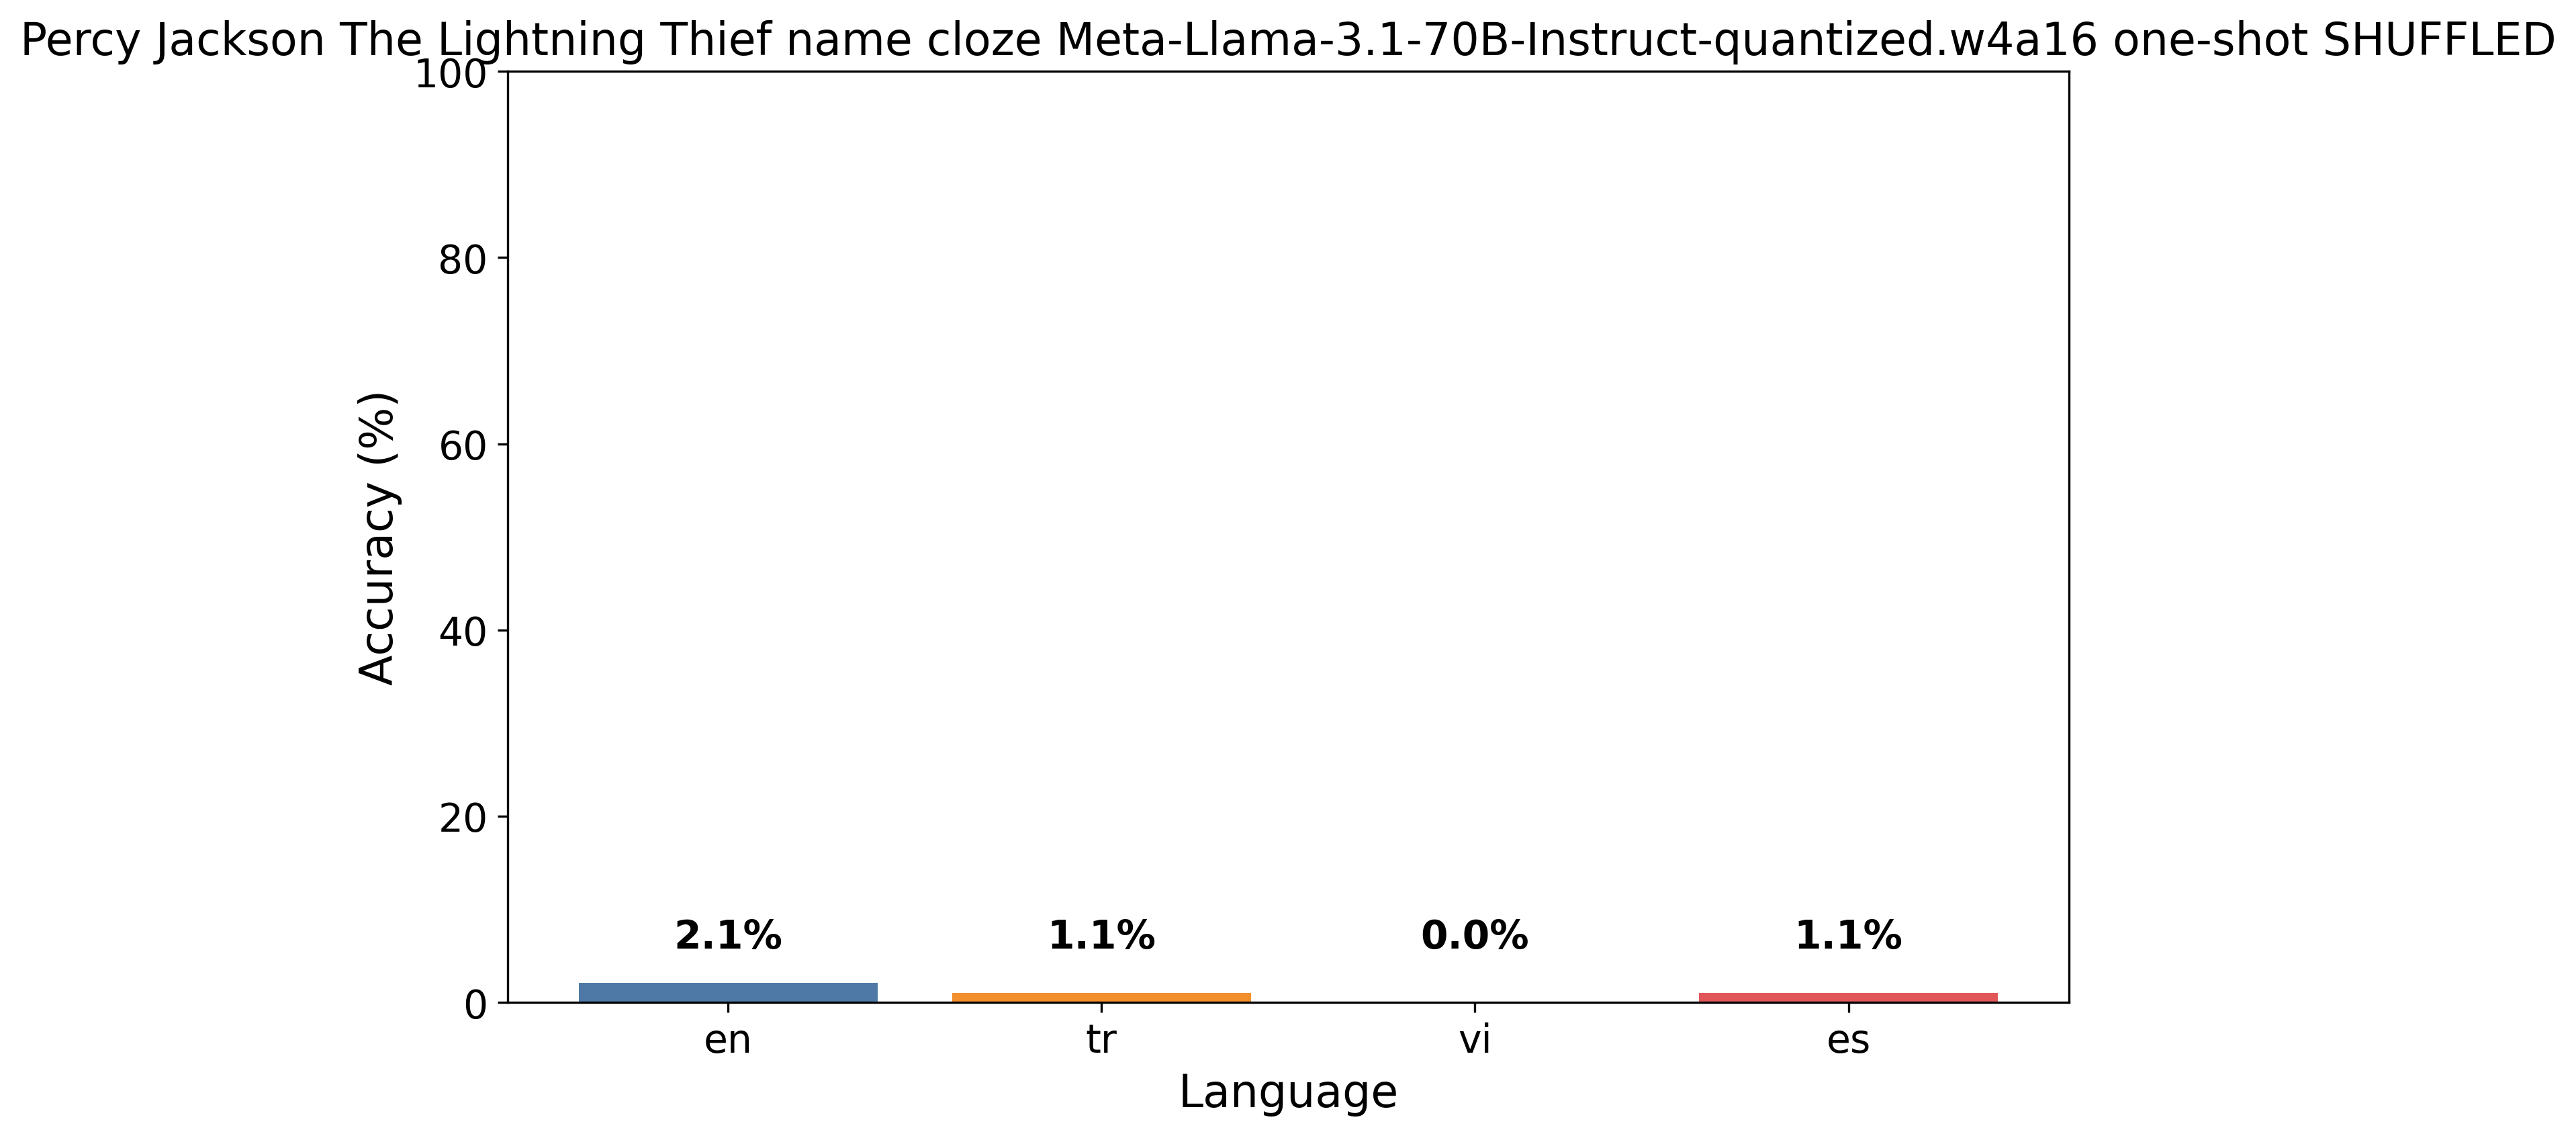 Percy Jackson The Lightning Thief name cloze Meta-Llama-3.1-70B-Instruct-quantized.w4a16 one-shot SHUFFLED
100
80
60
40
20
0
Accuracy (%)
2.1%
1.1%
0.0%
1.1%
en
tr
vi
es
Language